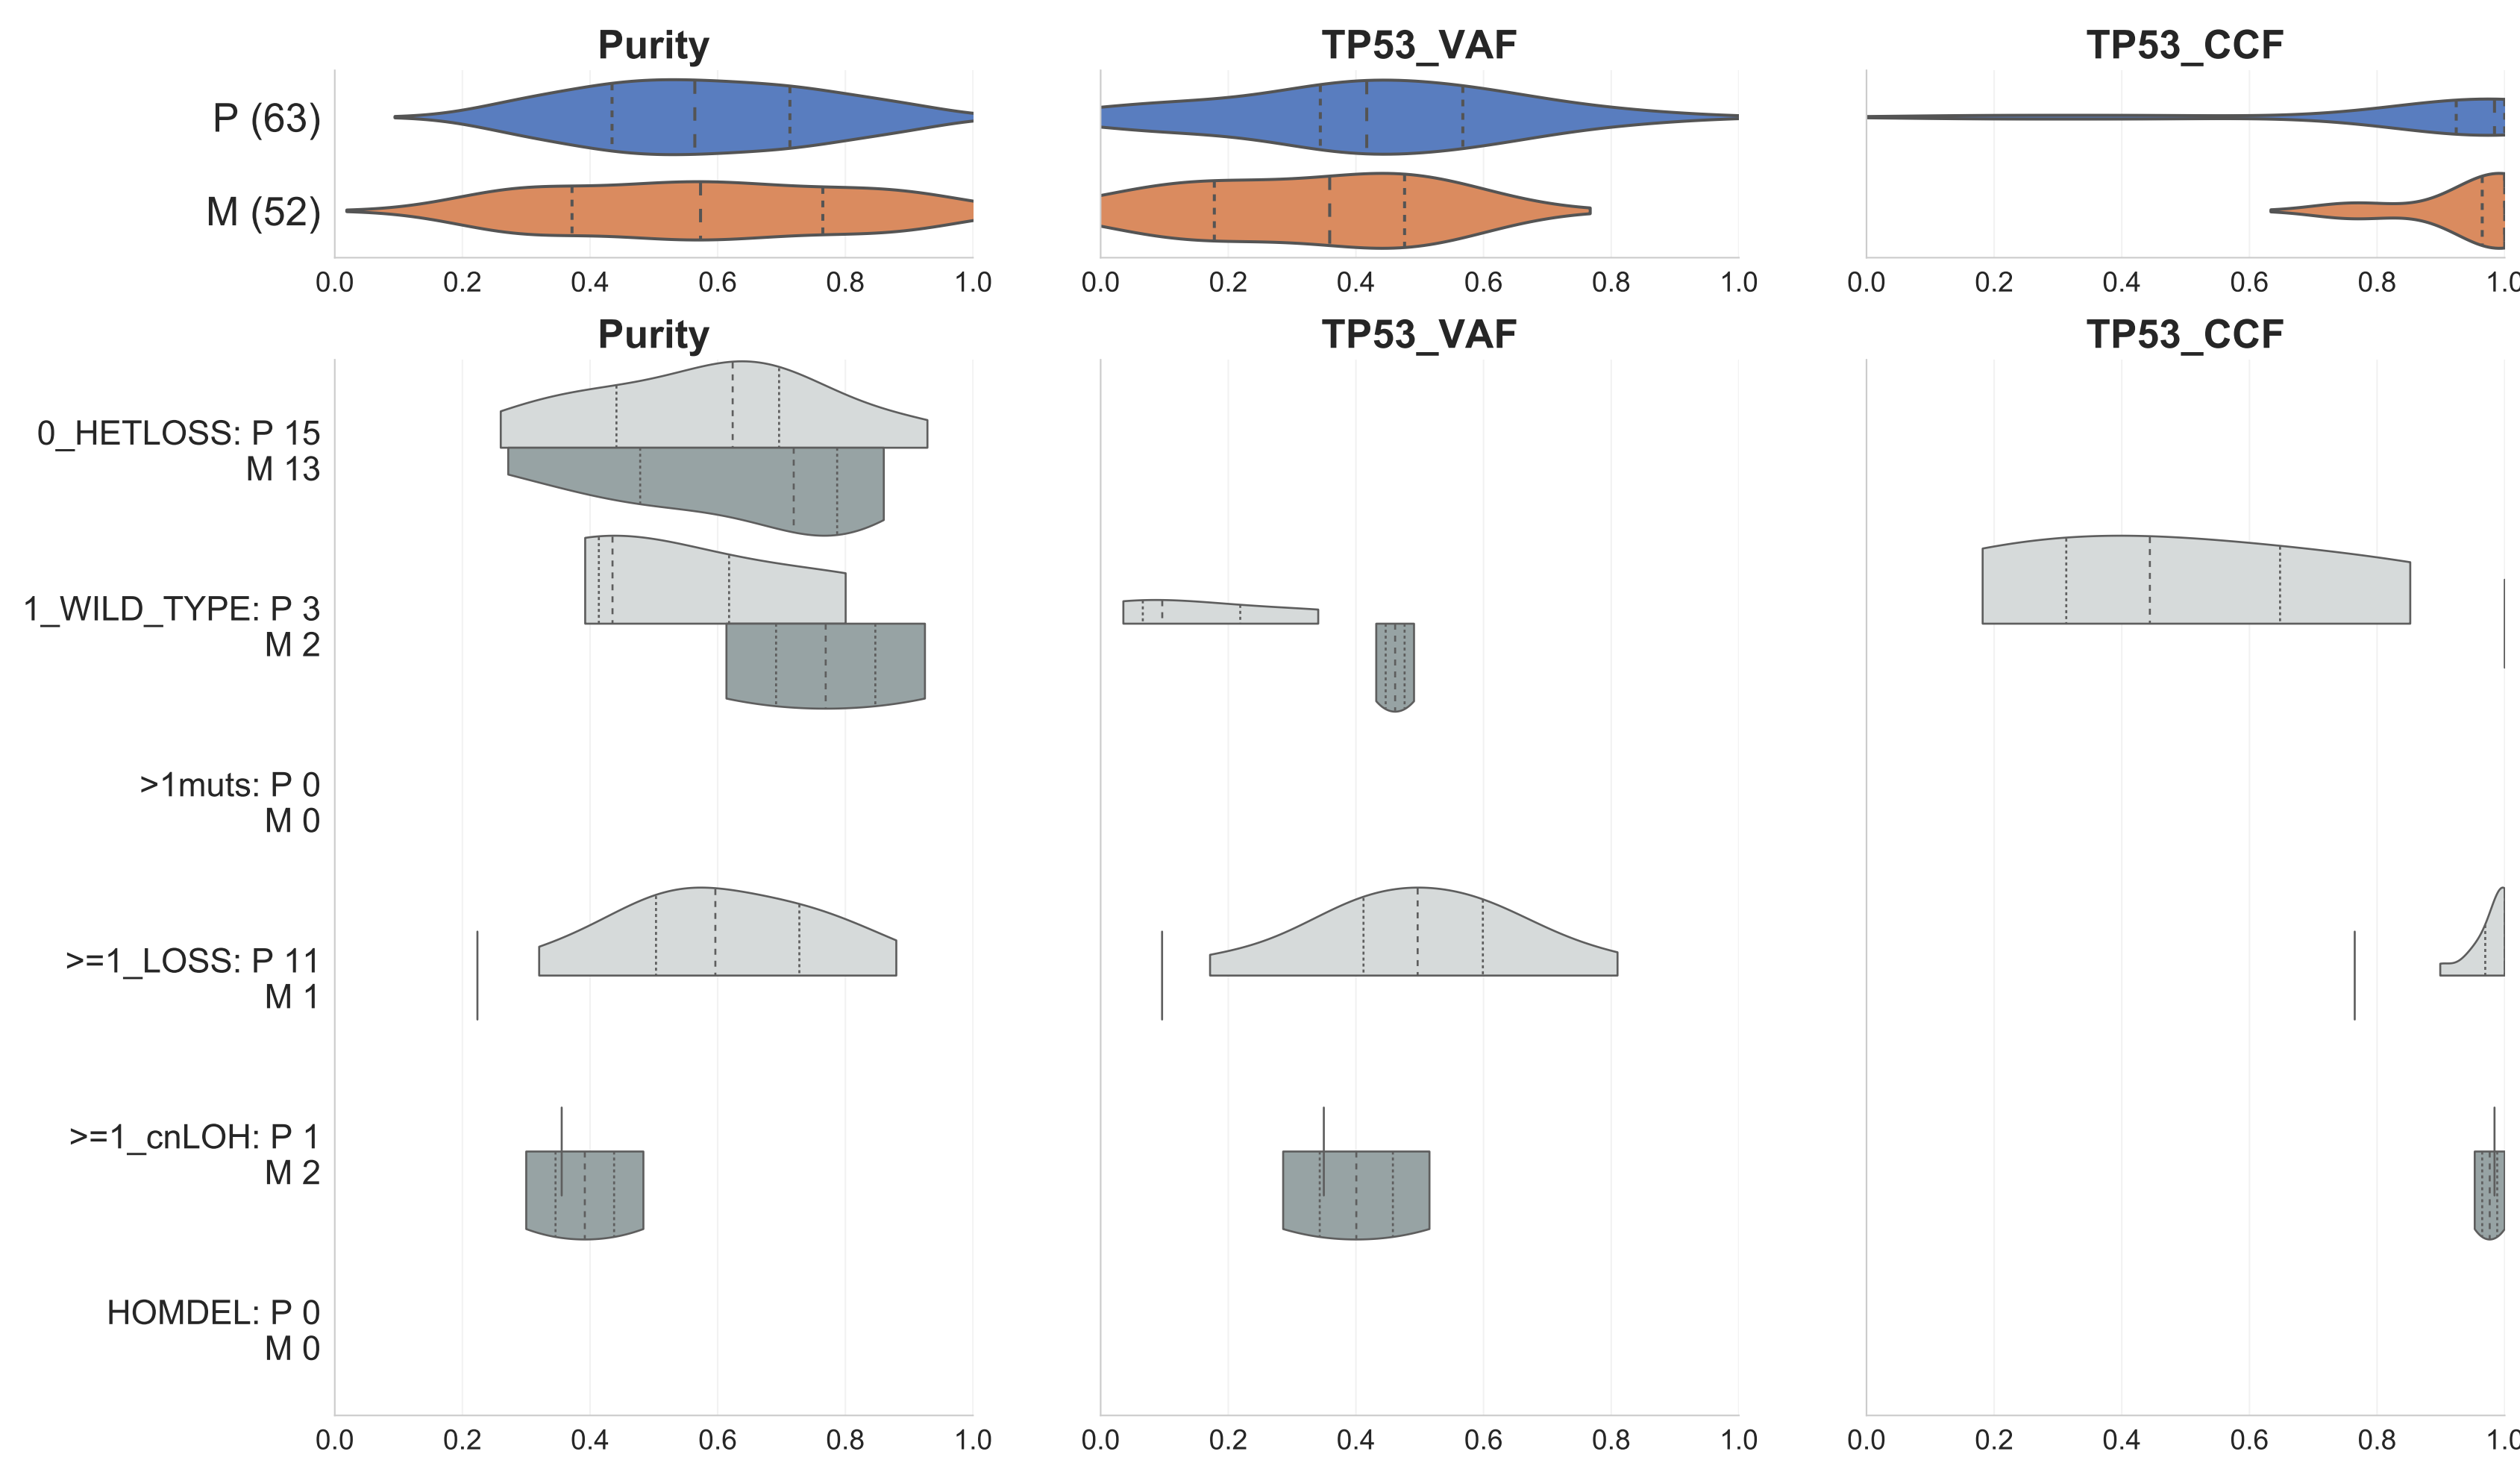 Purity TP53_VAF TP53_CCF
P (63)
M (52)
0.0 0.2 0.4 0.6 0.8 1.0 0.0 0.2 0.4 0.6 0.8 1.0 0.0 0.2 0.4 0.6 0.8 1.0
Purity TP53_VAF TP53_CCF
0_HETLOSS: P 15
M 13
1_WILD_TYPE: P 3
M 2
>1muts: P 0
M 0
>=1_LOSS: P 11
M 1
>=1_cnLOH: P 1
M 2
HOMDEL: P 0
M 0
0.0 0.2 0.4 0.6 0.8 1.0 0.0 0.2 0.4 0.6 0.8 1.0 0.0 0.2 0.4 0.6 0.8 1.0